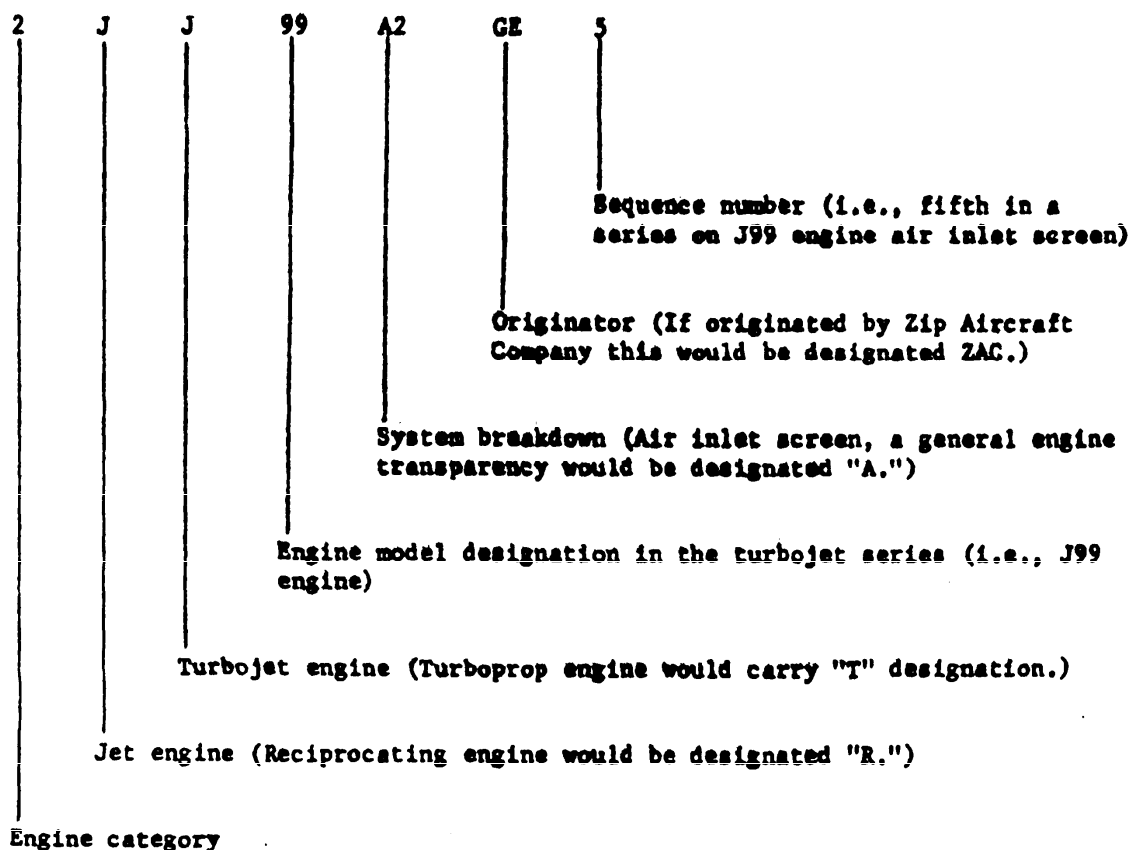 2 J J 99 A2 GE 5
Sequence number (i.e., fifth in a
series on J99 engine air inlet screen)
Originator (If originated by Zip Aircraft
Company this would be designated ZAC.)
System breakdown (Air inlet screen, a general engine
transparency would be designated "A.")
Engine model designation in the turbojet series (i.e., J99
engine)
Turbojet engine (Turboprop engine would carry "T" designation.)
Jet engine (Reciprocating engine would be designated "R.")
Engine category